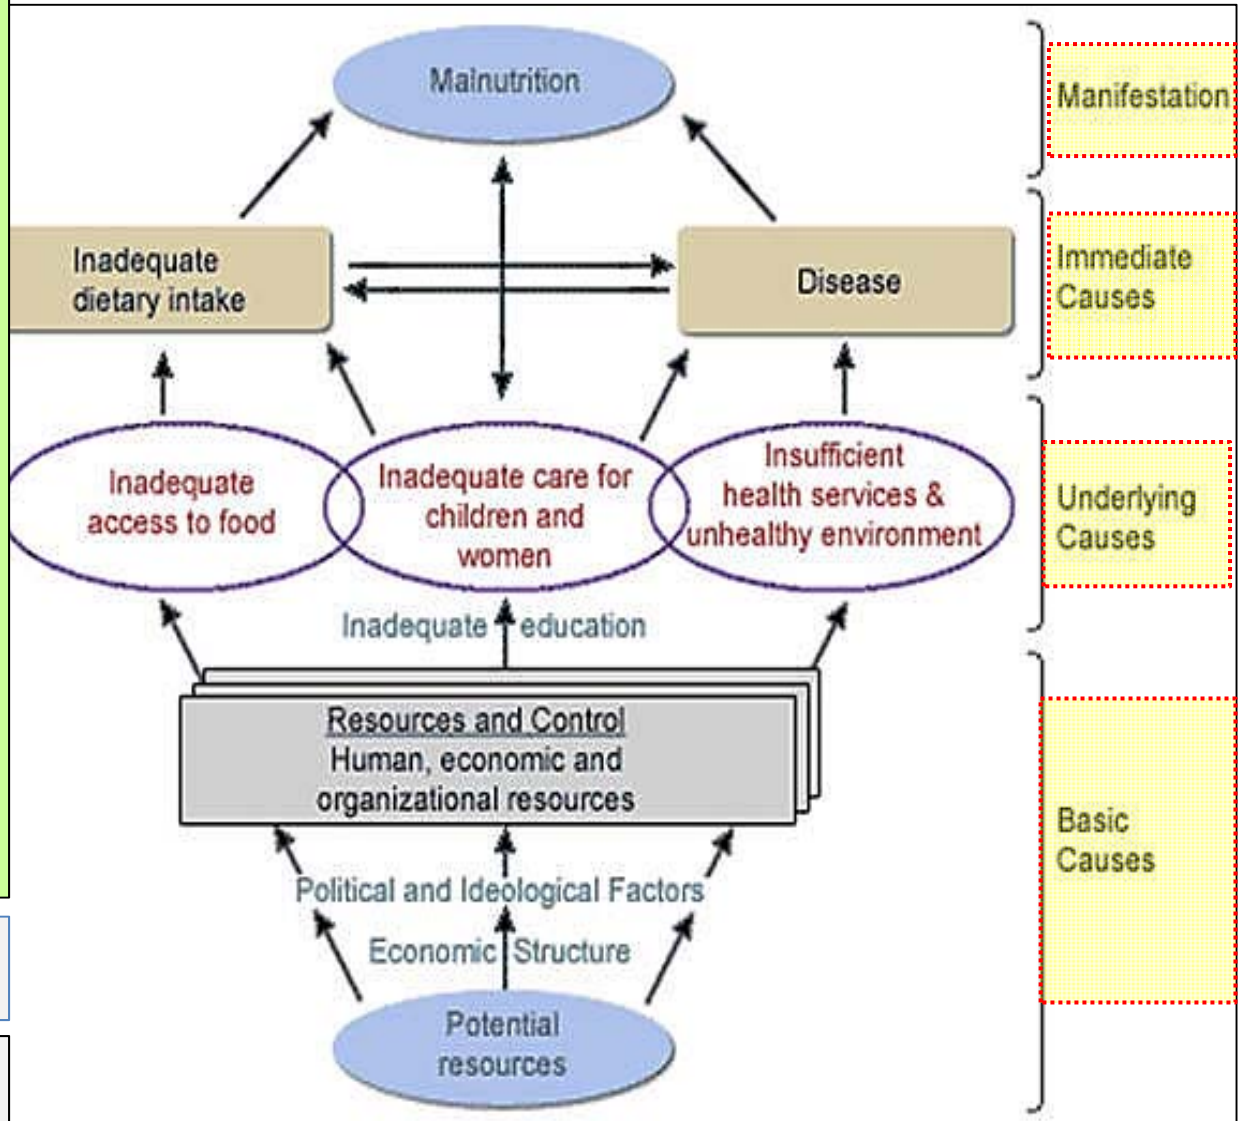 Malnutrition
Manifestation
Inadequate
dietary intake
Disease
Immediate
Causes
Inadequate
access to food
Inadequate care for
children and
women
Insufficient
health services &
unhealthy environment
Underlying
Causes
Inadequate education
Resources and Control
Human, economic and
organizational resources
Basic
Causes
Political and Ideological Factors
Economic Structure
Potential
resources